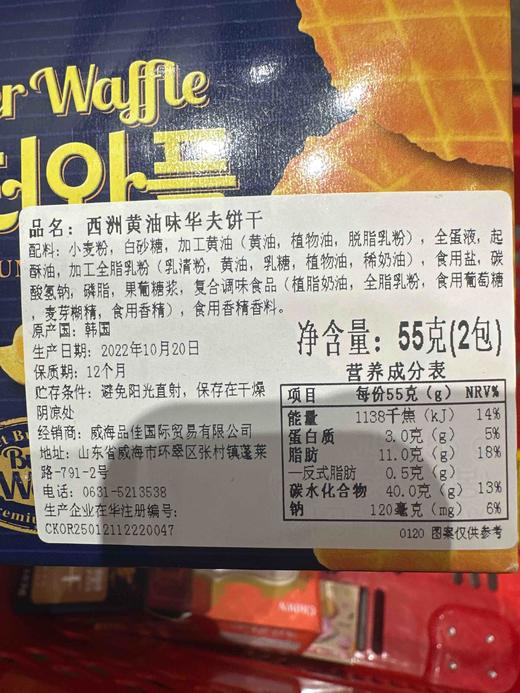 er Waffle
터와플
品名：西洲黄油味华夫饼干
配料：小麦粉，白砂糖，加工黄油（黄油，植物油，脱脂乳粉），全蛋液，起
酥油，加工全脂乳粉（乳清粉，黄油，乳糖，植物油，稀奶油），食用盐，碳
酸氢钠，磷脂，果葡糖浆，复合调味食品（植脂奶油，全脂乳粉，食用葡萄糖
，麦芽糊精，食用香精），食用香精香料。
原产国：韩国
生产日期：2022年10月20日
保质期：12个月
贮存条件：避免阳光直射，保存在干燥
阴凉处
经销商：威海品佳国际贸易有限公司
地址：山东省威海市环翠区张村镇蓬莱
路-791-2号
电话：0631-5213538
生产企业在华注册编号：
CKOR25012112220047
净含量：55克(2包)
营养成分表
项目 每份55克（g） NRV%
能量 1138千焦（kJ） 14%
蛋白质 3.0克（g） 5%
脂肪 11.0克（g） 18%
—反式脂肪 0.5克（g）
碳水化合物 40.0克（g） 13%
钠 120毫克（mg） 6%
0120 图案仅供参考